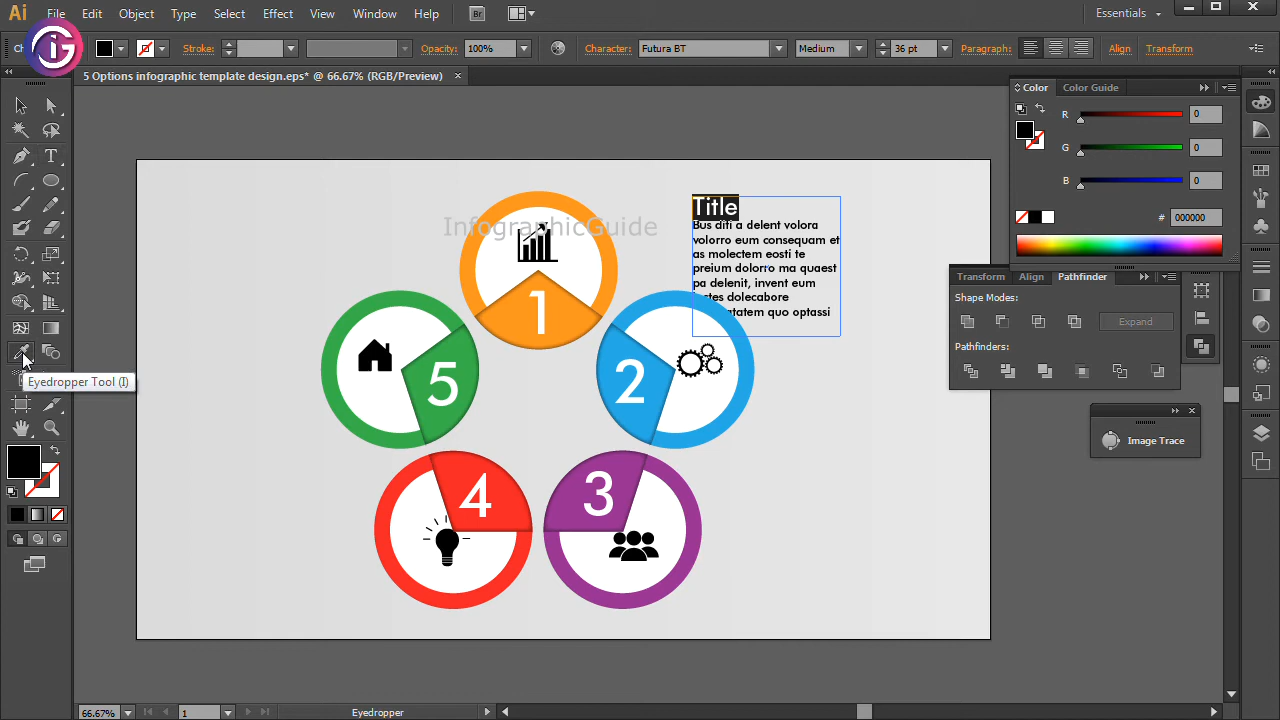 Ai File Edit Object Type Select Effect View Window Help Br Essentials
iG Stroke: Opacity: 100% Character: Futura BT Medium 36 pt Paragraph: Align Transform
5 Options infographic template design.eps* @ 66.67% (RGB/Preview)
Color Color Guide
R 0
G 0
B 0
# 000000
Transform Align Pathfinder
Shape Modes:
Expand
Pathfinders:
Image Trace
InfographicGuide
Title
Bus diti a delent volora
volorro eum consequam et
as molectem eosti te
preium dolorro ma quaest
pa delenit, invent eum
dolecabore
quo optassi
1
2
5
4
3
Eyedropper Tool (I)
66.67% 1 Eyedropper